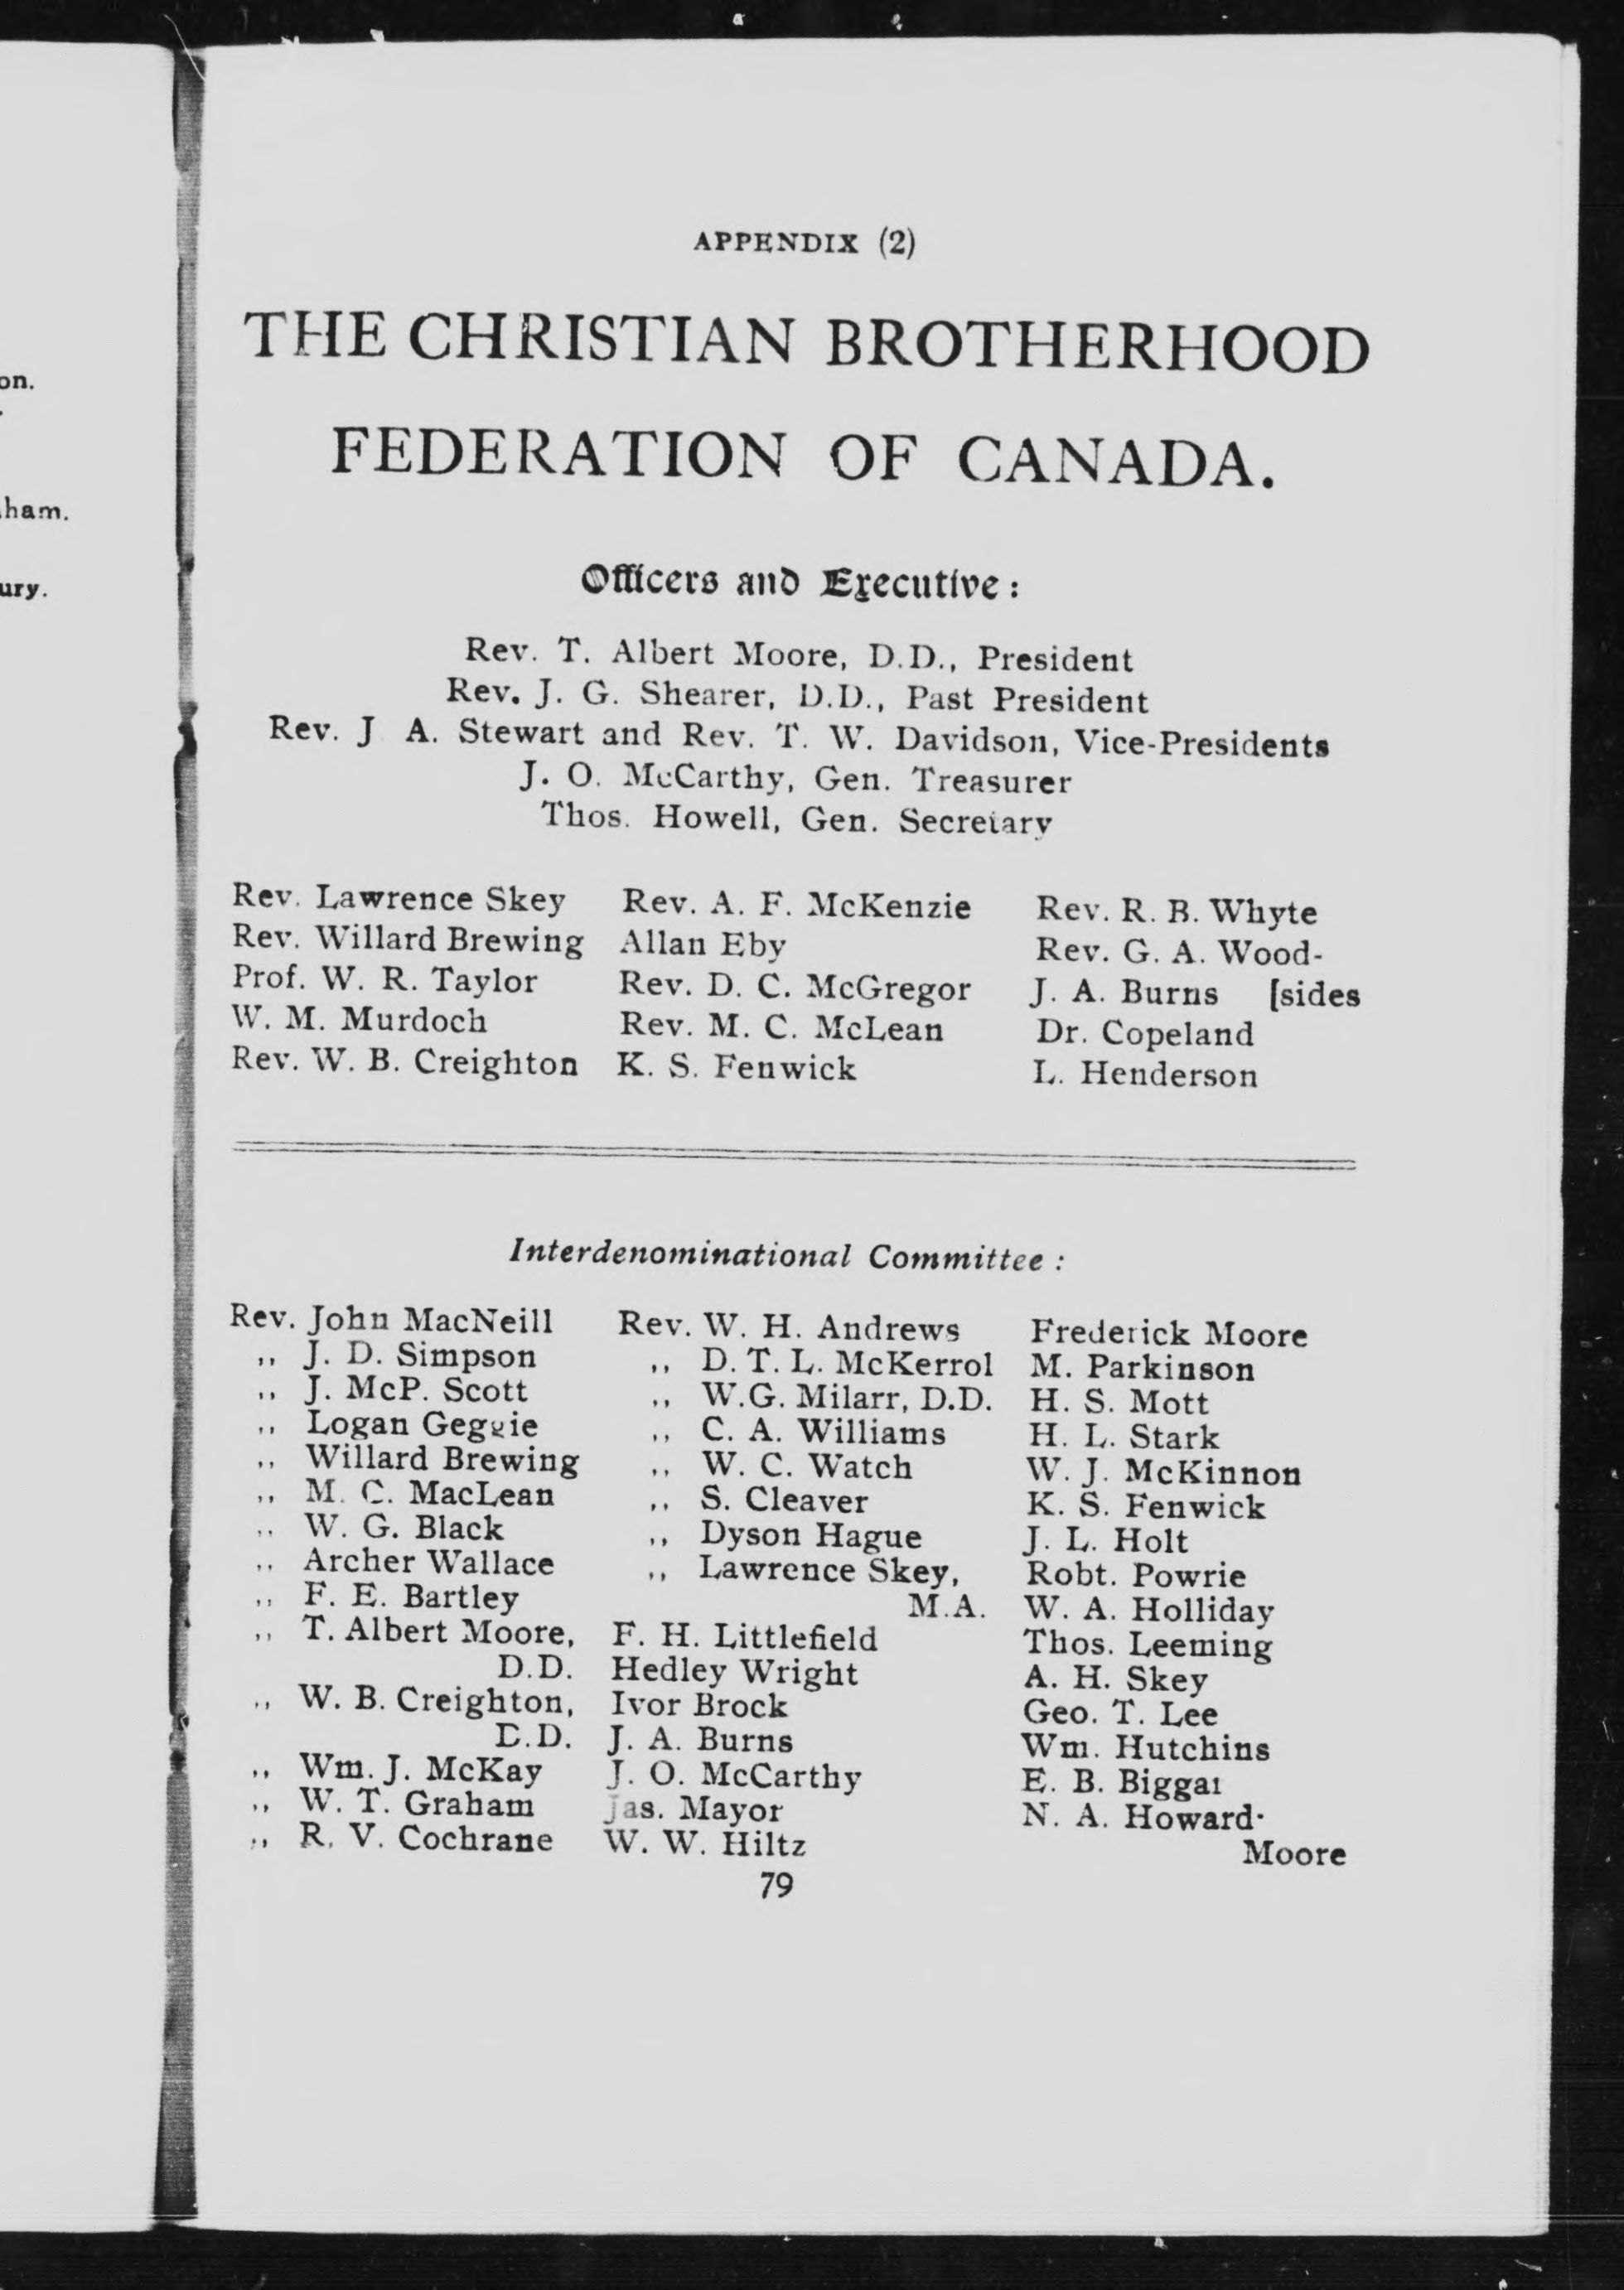 on.
ham.
ury.
APPENDIX (2)
THE CHRISTIAN BROTHERHOOD
FEDERATION OF CANADA.
Officers and Executive:
Rev. T. Albert Moore, D.D., President
Rev. J. G. Shearer, D.D., Past President
Rev. J A. Stewart and Rev. T. W. Davidson, Vice-Presidents
J. O. McCarthy, Gen. Treasurer
Thos. Howell, Gen. Secretary
Rev. Lawrence Skey
Rev. Willard Brewing
Prof. W. R. Taylor
W. M. Murdoch
Rev. W. B. Creighton
Rev. A. F. McKenzie
Allan Eby
Rev. D. C. McGregor
Rev. M. C. McLean
K. S. Fenwick
Rev. R. B. Whyte
Rev. G. A. Wood-
J. A. Burns [sides
Dr. Copeland
L. Henderson
Interdenominational Committee :
Rev. John MacNeill
,, J. D. Simpson
,, J. McP. Scott
,, Logan Geggie
,, Willard Brewing
,, M. C. MacLean
,, W. G. Black
,, Archer Wallace
,, F. E. Bartley
,, T. Albert Moore,
D.D.
,, W. B. Creighton,
D.D.
,, Wm. J. McKay
,, W. T. Graham
,, R. V. Cochrane
Rev. W. H. Andrews
,, D. T. L. McKerrol
,, W.G. Milarr, D.D.
,, C. A. Williams
,, W. C. Watch
,, S. Cleaver
,, Dyson Hague
,, Lawrence Skey,
M.A.
F. H. Littlefield
Hedley Wright
Ivor Brock
J. A. Burns
J. O. McCarthy
Jas. Mayor
W. W. Hiltz
Frederick Moore
M. Parkinson
H. S. Mott
H. L. Stark
W. J. McKinnon
K. S. Fenwick
J. L. Holt
Robt. Powrie
W. A. Holliday
Thos. Leeming
A. H. Skey
Geo. T. Lee
Wm. Hutchins
E. B. Biggar
N. A. Howard-
Moore
79